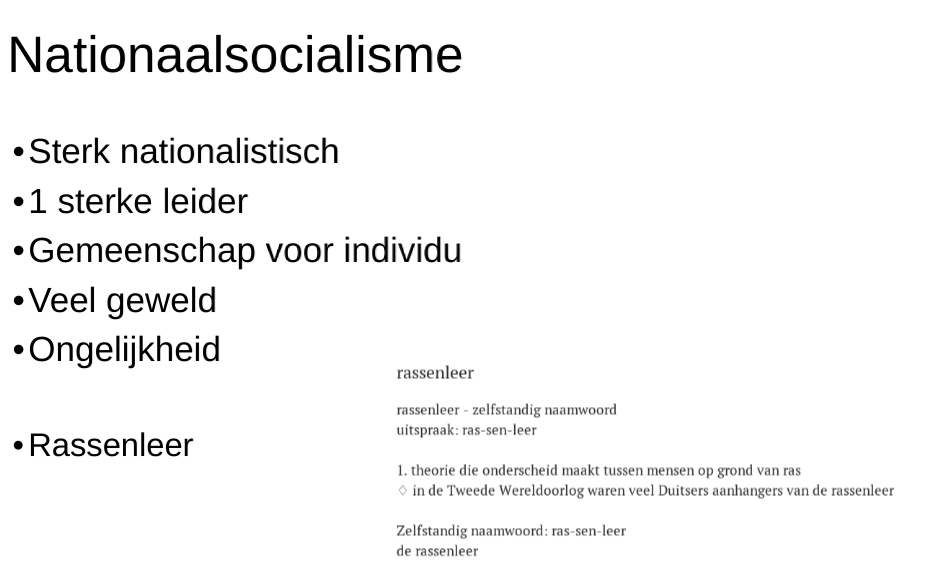 Nationaalsocialisme
•Sterk nationalistisch
•1 sterke leider
•Gemeenschap voor individu
•Veel geweld
•Ongelijkheid
•Rassenleer
rassenleer
rassenleer - zelfstandig naamwoord
uitspraak: ras-sen-leer
1. theorie die onderscheid maakt tussen mensen op grond van ras
♢ in de Tweede Wereldoorlog waren veel Duitsers aanhangers van de rassenleer
Zelfstandig naamwoord: ras-sen-leer
de rassenleer